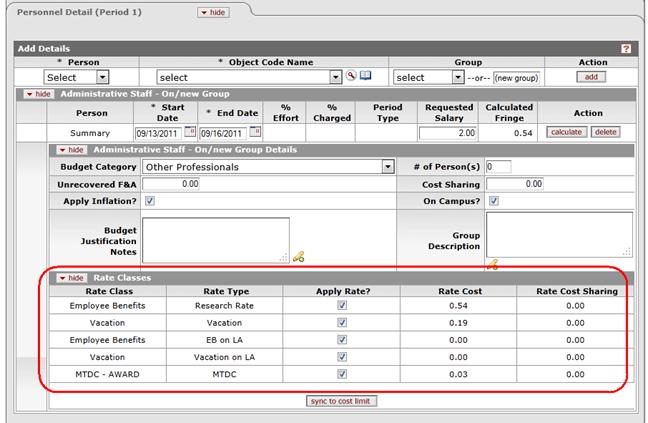 Personnel Detail (Period 1) hide
Add Details ?
* Person * Object Code Name Group Action
Select select select --or-- (new group) add
hide Administrative Staff - On/new Group
Person * Start Date * End Date % Effort % Charged Period Type Requested Salary Calculated Fringe Action
Summary 09/13/2011 09/16/2011 2.00 0.54 calculate delete
hide Administrative Staff - On/new Group Details
Budget Category Other Professionals # of Person(s) 0
Unrecovered F&A 0.00 Cost Sharing 0.00
Apply Inflation? On Campus?
Budget Justification Notes Group Description
hide Rate Classes
Rate Class Rate Type Apply Rate? Rate Cost Rate Cost Sharing
Employee Benefits Research Rate 0.54 0.00
Vacation Vacation 0.19 0.00
Employee Benefits EB on LA 0.00 0.00
Vacation Vacation on LA 0.00 0.00
MTDC - AWARD MTDC 0.03 0.00
sync to cost limit